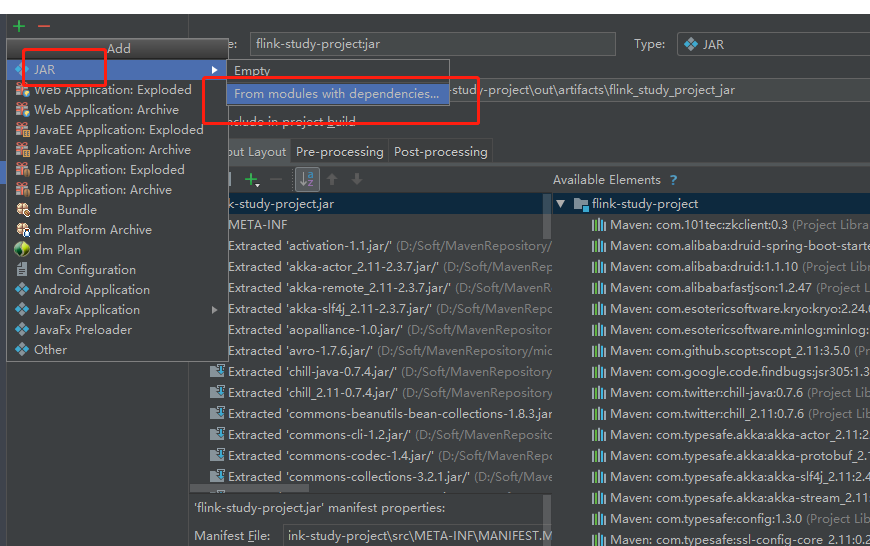 Add
JAR
Web Application: Exploded
Web Application: Archive
JavaEE Application: Exploded
JavaEE Application: Archive
EJB Application: Exploded
EJB Application: Archive
dm Bundle
dm Platform Archive
dm Plan
dm Configuration
Android Application
JavaFx Application
JavaFx Preloader
Other
Empty
From modules with dependencies...
e: flink-study-project:jar Type: JAR
k-study-project\out\artifacts\flink_study_project_jar
nclude in project build
out Layout Pre-processing Post-processing
Available Elements ?
nk-study-project.jar
META-INF
Extracted 'activation-1.1.jar/' (D:/Soft/MavenRepository/
Extracted 'akka-actor_2.11-2.3.7.jar/' (D:/Soft/MavenRep
Extracted 'akka-remote_2.11-2.3.7.jar/' (D:/Soft/MavenRe
Extracted 'akka-slf4j_2.11-2.3.7.jar/' (D:/Soft/MavenRep
Extracted 'aopalliance-1.0.jar/' (D:/Soft/MavenRepositor
Extracted 'avro-1.7.6.jar/' (D:/Soft/MavenRepository/mic
Extracted 'chill-java-0.7.4.jar/' (D:/Soft/MavenRepository
Extracted 'chill_2.11-0.7.4.jar/' (D:/Soft/MavenRepository
Extracted 'commons-beanutils-bean-collections-1.8.3.jar
Extracted 'commons-cli-1.2.jar/' (D:/Soft/MavenRepositc
Extracted 'commons-codec-1.4.jar/' (D:/Soft/MavenRepo
Extracted 'commons-collections-3.2.1.jar/' (D:/Soft/Mave
flink-study-project
Maven: com.101tec:zkclient:0.3 (Project Libra
Maven: com.alibaba:druid-spring-boot-starte
Maven: com.alibaba:druid:1.1.10 (Project Libr
Maven: com.alibaba:fastjson:1.2.47 (Project L
Maven: com.esotericsoftware.kryo:kryo:2.24.0
Maven: com.esotericsoftware.minlog:minlog:
Maven: com.github.scopt:scopt_2.11:3.5.0 (Pr
Maven: com.google.code.findbugs:jsr305:1.3
Maven: com.twitter:chill-java:0.7.6 (Project Li
Maven: com.twitter:chill_2.11:0.7.6 (Project Li
Maven: com.typesafe.akka:akka-actor_2.11:2
Maven: com.typesafe.akka:akka-protobuf_2.1
Maven: com.typesafe.akka:akka-slf4j_2.11:2.4
Maven: com.typesafe.akka:akka-stream_2.11:
Maven: com.typesafe:config:1.3.0 (Project Lib
Maven: com.typesafe:ssl-config-core_2.11:0.2
'flink-study-project.jar' manifest properties:
Manifest File: ink-study-project\src\META-INF\MANIFEST.M